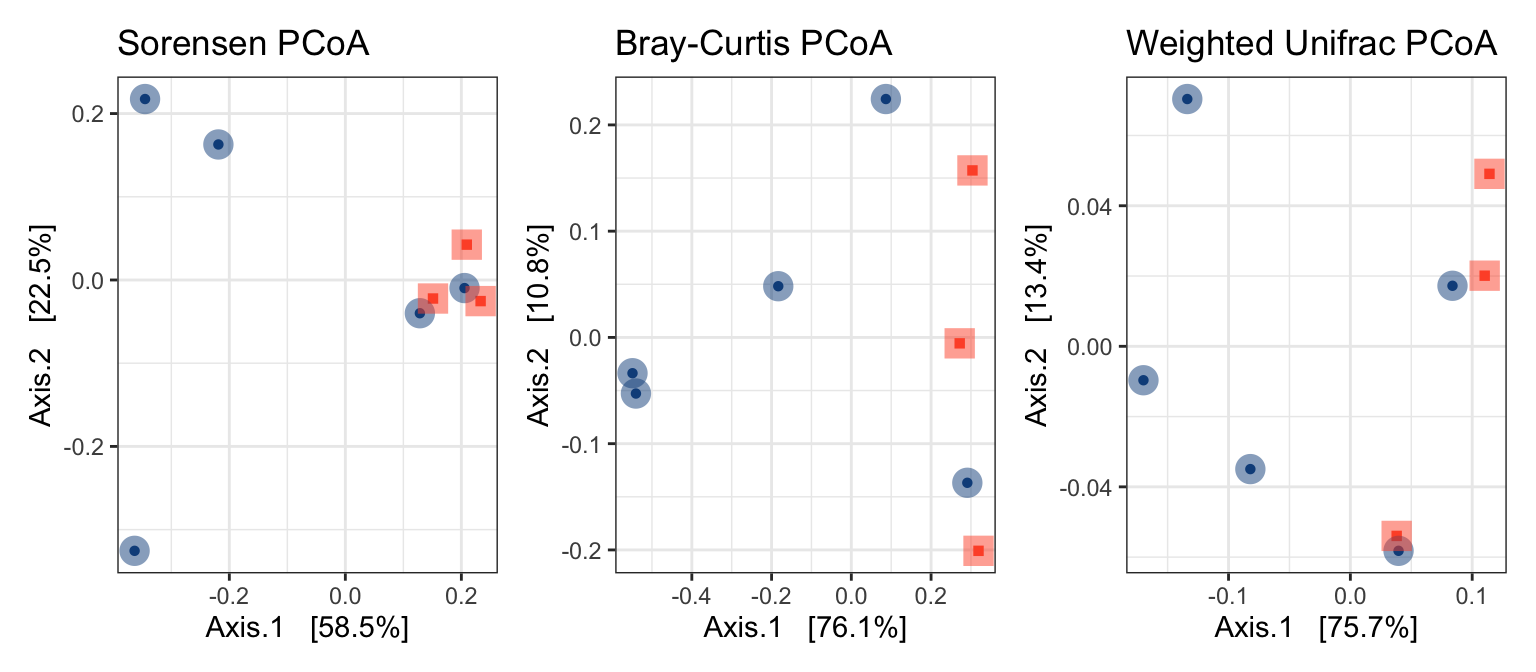 Sorensen PCoA
0.2
0.0
-0.2
Axis.2 [22.5%]
-0.2 0.0 0.2
Axis.1 [58.5%]
Bray-Curtis PCoA
0.2
0.1
0.0
-0.1
-0.2
Axis.2 [10.8%]
-0.4 -0.2 0.0 0.2
Axis.1 [76.1%]
Weighted Unifrac PCoA
0.04
0.00
-0.04
Axis.2 [13.4%]
-0.1 0.0 0.1
Axis.1 [75.7%]